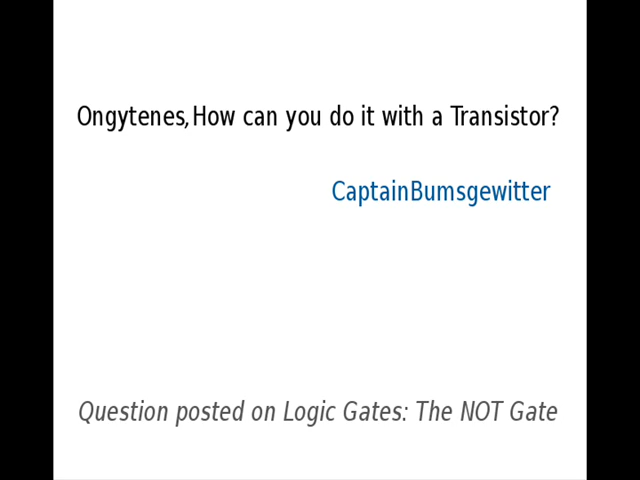 Ongytenes,How can you do it with a Transistor?
CaptainBumsgewitter
Question posted on Logic Gates: The NOT Gate